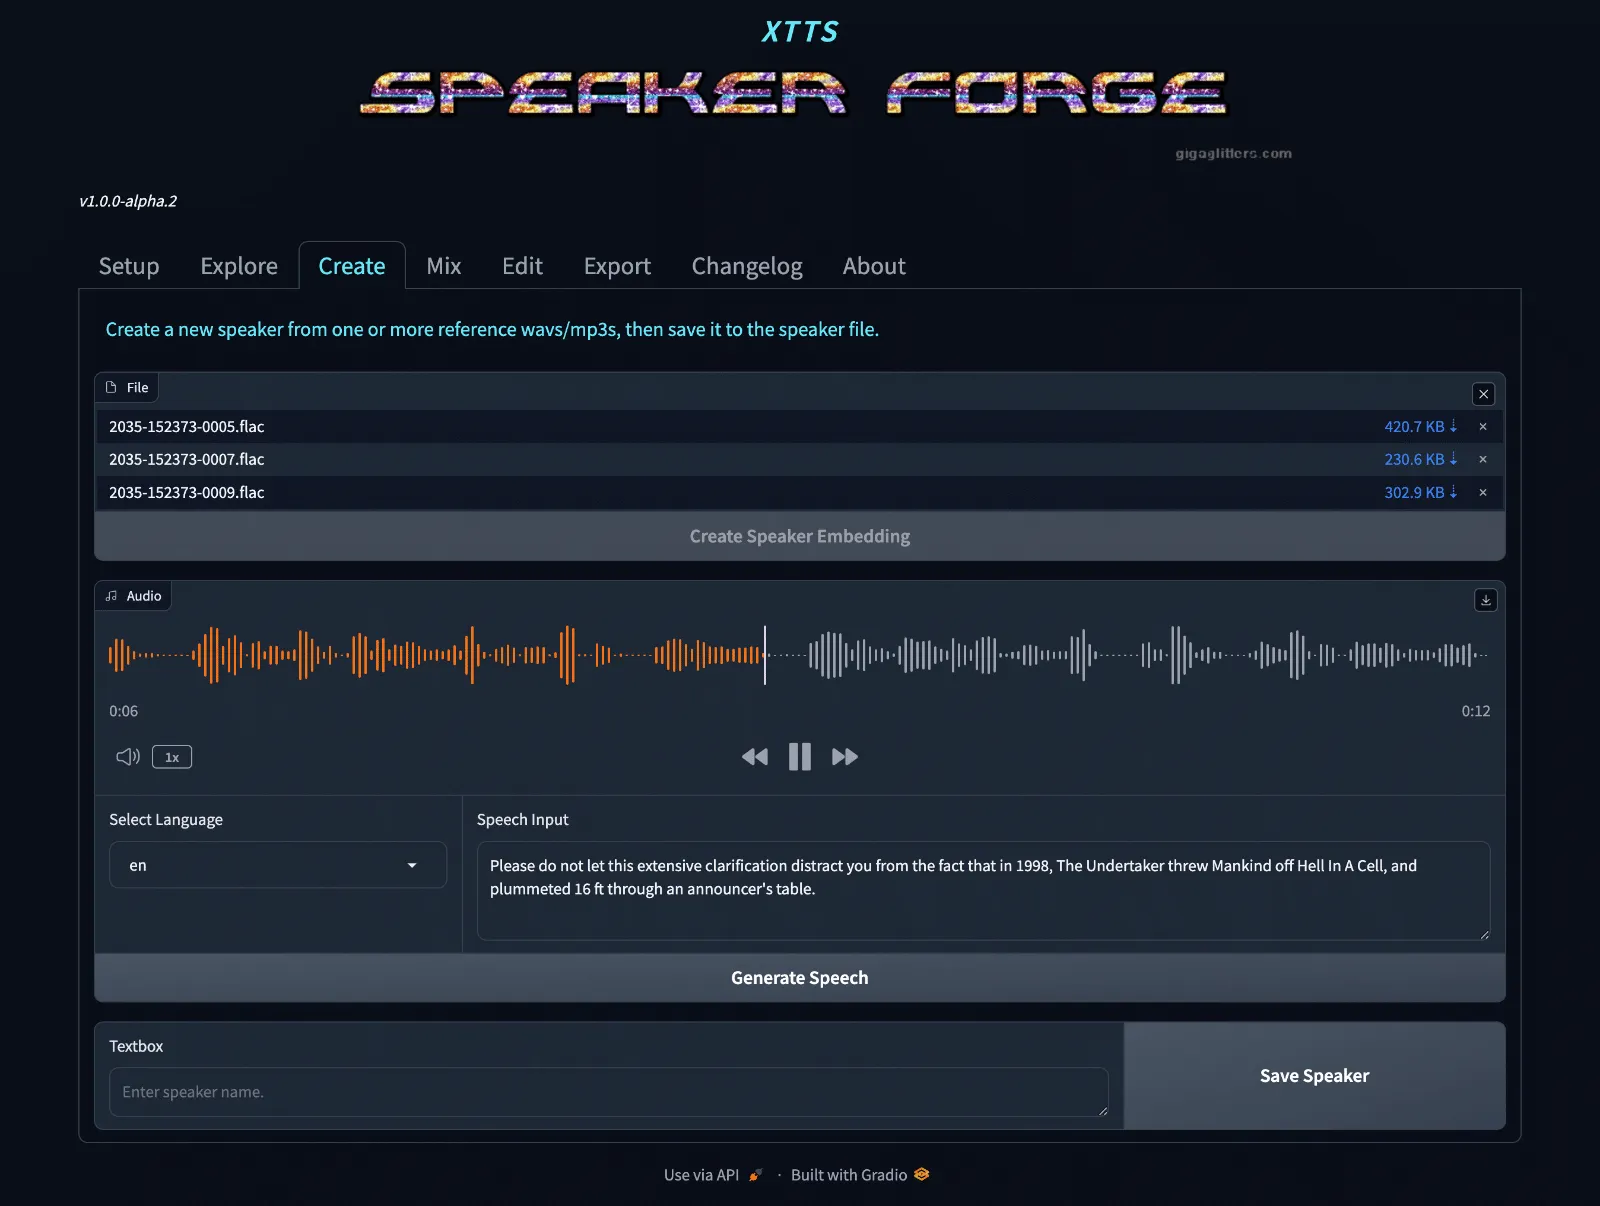 XTTS
SPEAKER FORGE
gigaglitters.com
v1.0.0-alpha.2
Setup Explore Create Mix Edit Export Changelog About
Create a new speaker from one or more reference wavs/mp3s, then save it to the speaker file.
File
2035-152373-0005.flac 420.7 KB ⇣ ×
2035-152373-0007.flac 230.6 KB ⇣ ×
2035-152373-0009.flac 302.9 KB ⇣ ×
Create Speaker Embedding
Audio
0:06 0:12
1x
Select Language
en
Speech Input
Please do not let this extensive clarification distract you from the fact that in 1998, The Undertaker threw Mankind off Hell In A Cell, and
plummeted 16 ft through an announcer's table.
Generate Speech
Textbox
Enter speaker name.
Save Speaker
Use via API · Built with Gradio